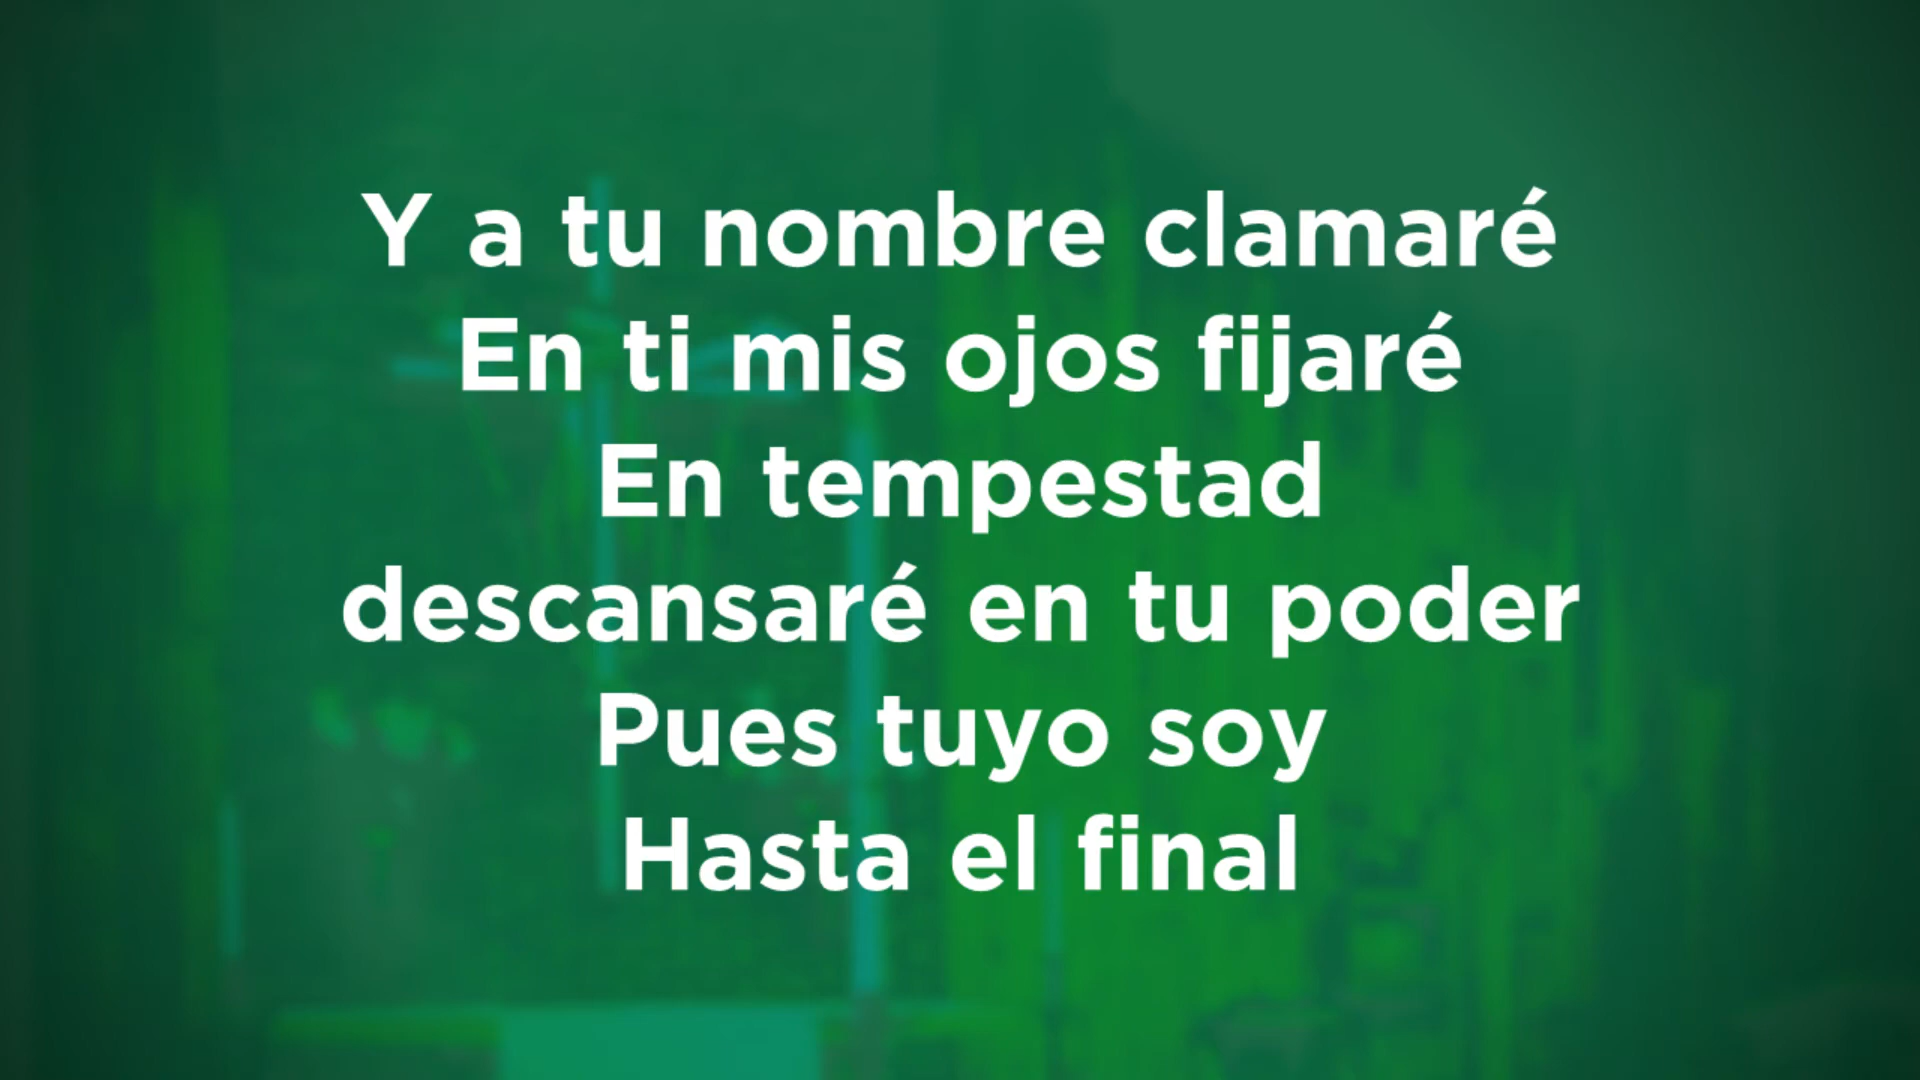 Y a tu nombre clamaré
En ti mis ojos fijaré
En tempestad
descansaré en tu poder
Pues tuyo soy
Hasta el final